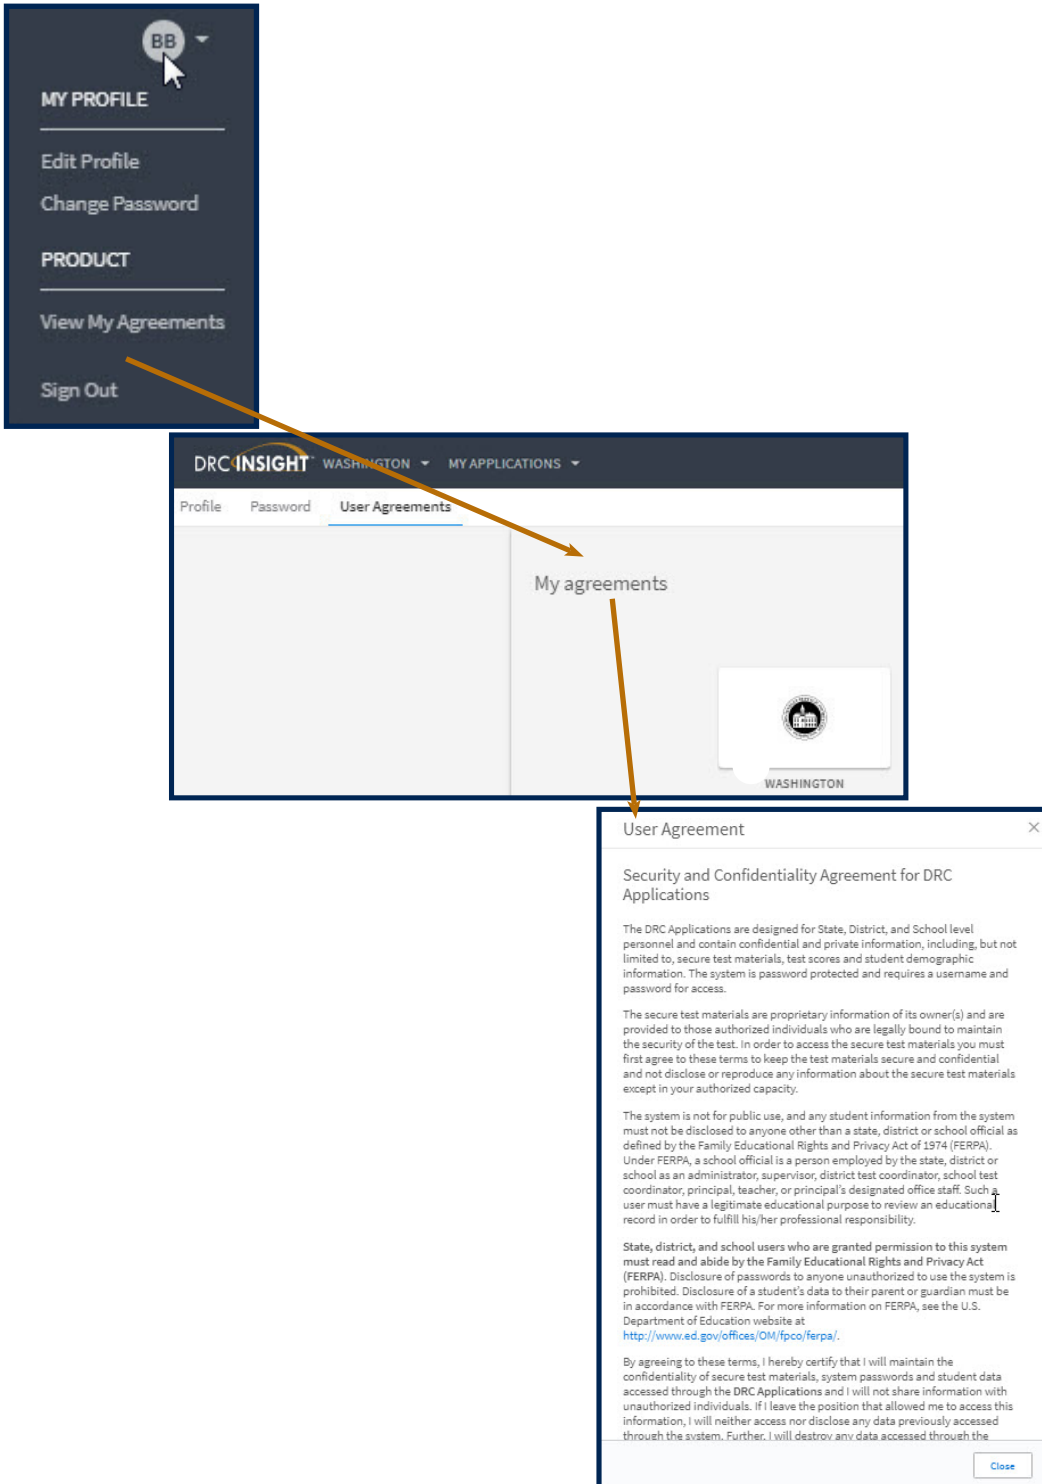 BB
MY PROFILE
Edit Profile
Change Password
PRODUCT
View My Agreements
Sign Out
DRC INSIGHT WASHINGTON MY APPLICATIONS
Profile Password User Agreements
My agreements
WASHINGTON
User Agreement
Security and Confidentiality Agreement for DRC
Applications
The DRC Applications are designed for State, District, and School level
personnel and contain confidential and private information, including, but not
limited to, secure test materials, test scores and student demographic
information. The system is password protected and requires a username and
password for access.
The secure test materials are proprietary information of its owner(s) and are
provided to those authorized individuals who are legally bound to maintain
the security of the test. In order to access the secure test materials you must
first agree to these terms to keep the test materials secure and confidential
and not disclose or reproduce any information about the secure test materials
except in your authorized capacity.
The system is not for public use, and any student information from the system
must not be disclosed to anyone other than a state, district or school official as
defined by the Family Educational Rights and Privacy Act of 1974 (FERPA).
Under FERPA, a school official is a person employed by the state, district or
school as an administrator, supervisor, district test coordinator, school test
coordinator, principal, teacher, or principal's designated office staff. Such a
user must have a legitimate educational purpose to review an educational
record in order to fulfill his/her professional responsibility.
State, district, and school users who are granted permission to this system
must read and abide by the Family Educational Rights and Privacy Act
(FERPA). Disclosure of passwords to anyone unauthorized to use the system is
prohibited. Disclosure of a student's data to their parent or guardian must be
in accordance with FERPA. For more information on FERPA, see the U.S.
Department of Education website at
http://www.ed.gov/offices/OM/fpco/ferpa/.
By agreeing to these terms, I hereby certify that I will maintain the
confidentiality of secure test materials, system passwords and student data
accessed through the DRC Applications and I will not share information with
unauthorized individuals. If I leave the position that allowed me to access this
information, I will neither access nor disclose any data previously accessed
through the system. Further, I will destroy any data accessed through the
Close